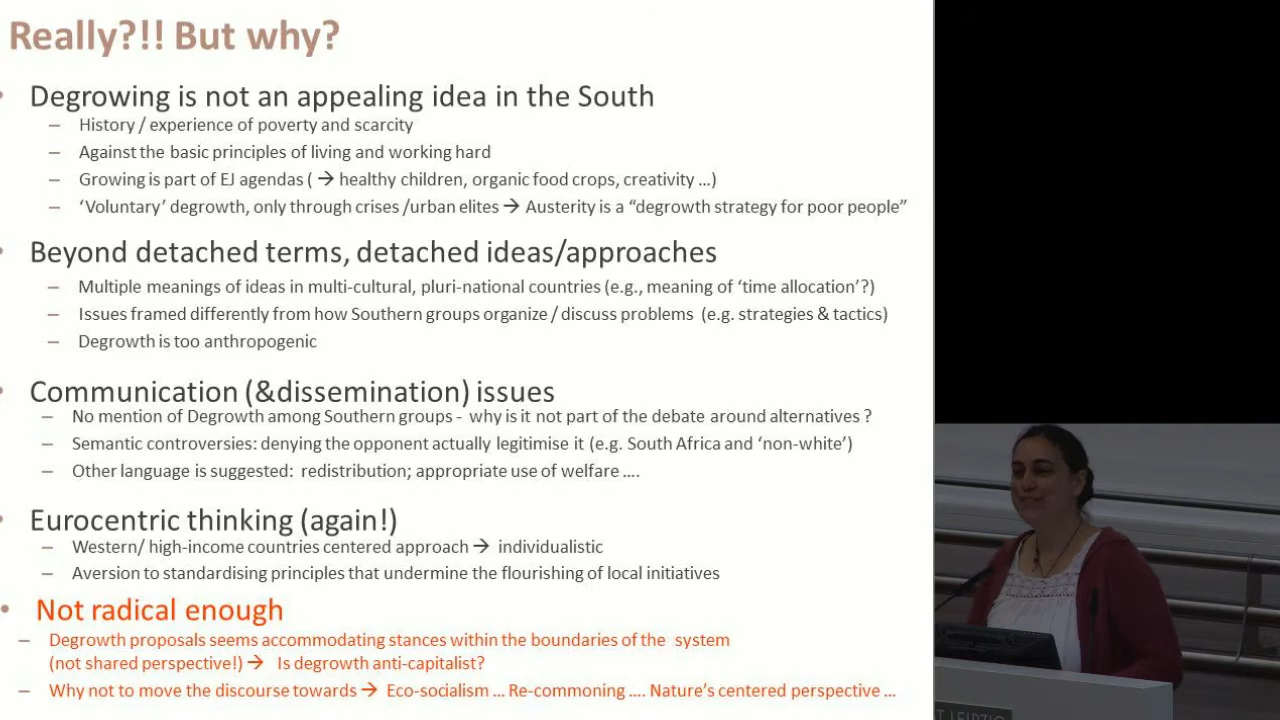 Really?!! But why?
• Degrowing is not an appealing idea in the South
– History / experience of poverty and scarcity
– Against the basic principles of living and working hard
– Growing is part of EJ agendas ( → healthy children, organic food crops, creativity …)
– ‘Voluntary’ degrowth, only through crises /urban elites → Austerity is a “degrowth strategy for poor people”
• Beyond detached terms, detached ideas/approaches
– Multiple meanings of ideas in multi-cultural, pluri-national countries (e.g., meaning of ‘time allocation’?)
– Issues framed differently from how Southern groups organize / discuss problems (e.g. strategies & tactics)
– Degrowth is too anthropogenic
• Communication (&dissemination) issues
– No mention of Degrowth among Southern groups - why is it not part of the debate around alternatives ?
– Semantic controversies: denying the opponent actually legitimise it (e.g. South Africa and ‘non-white’)
– Other language is suggested: redistribution; appropriate use of welfare ….
• Eurocentric thinking (again!)
– Western/ high-income countries centered approach → individualistic
– Aversion to standardising principles that undermine the flourishing of local initiatives
• Not radical enough
– Degrowth proposals seems accommodating stances within the boundaries of the system
(not shared perspective!) → Is degrowth anti-capitalist?
– Why not to move the discourse towards → Eco-socialism … Re-commoning …. Nature’s centered perspective …
T LEIPZIG